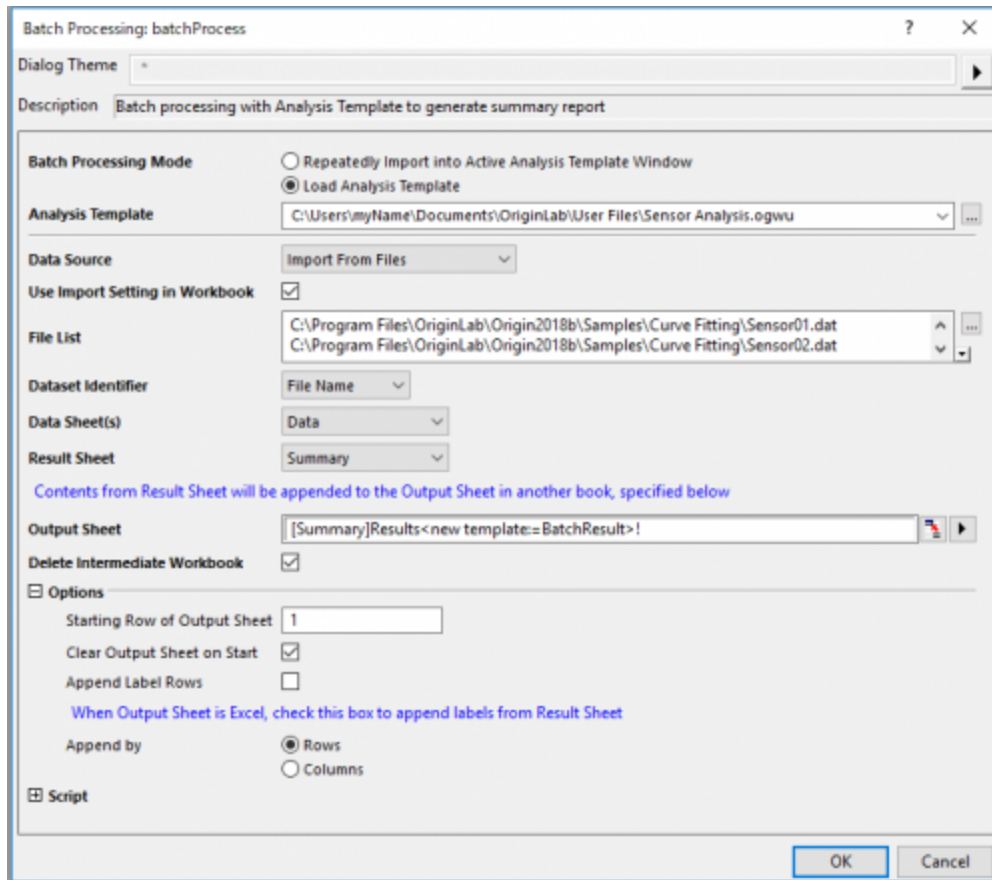 Batch Processing: batchProcess ?
Dialog Theme *
Description Batch processing with Analysis Template to generate summary report
Batch Processing Mode Repeatedly Import into Active Analysis Template Window
Load Analysis Template
Analysis Template C:\Users\myName\Documents\OriginLab\User Files\Sensor Analysis.ogwu ...
Data Source Import From Files
Use Import Setting in Workbook
File List C:\Program Files\OriginLab\Origin2018b\Samples\Curve Fitting\Sensor01.dat ...
C:\Program Files\OriginLab\Origin2018b\Samples\Curve Fitting\Sensor02.dat
Dataset Identifier File Name
Data Sheet(s) Data
Result Sheet Summary
Contents from Result Sheet will be appended to the Output Sheet in another book, specified below
Output Sheet [Summary]Results<new template:=BatchResult>!
Delete Intermediate Workbook
Options
Starting Row of Output Sheet 1
Clear Output Sheet on Start
Append Label Rows
When Output Sheet is Excel, check this box to append labels from Result Sheet
Append by Rows
Columns
Script
OK Cancel